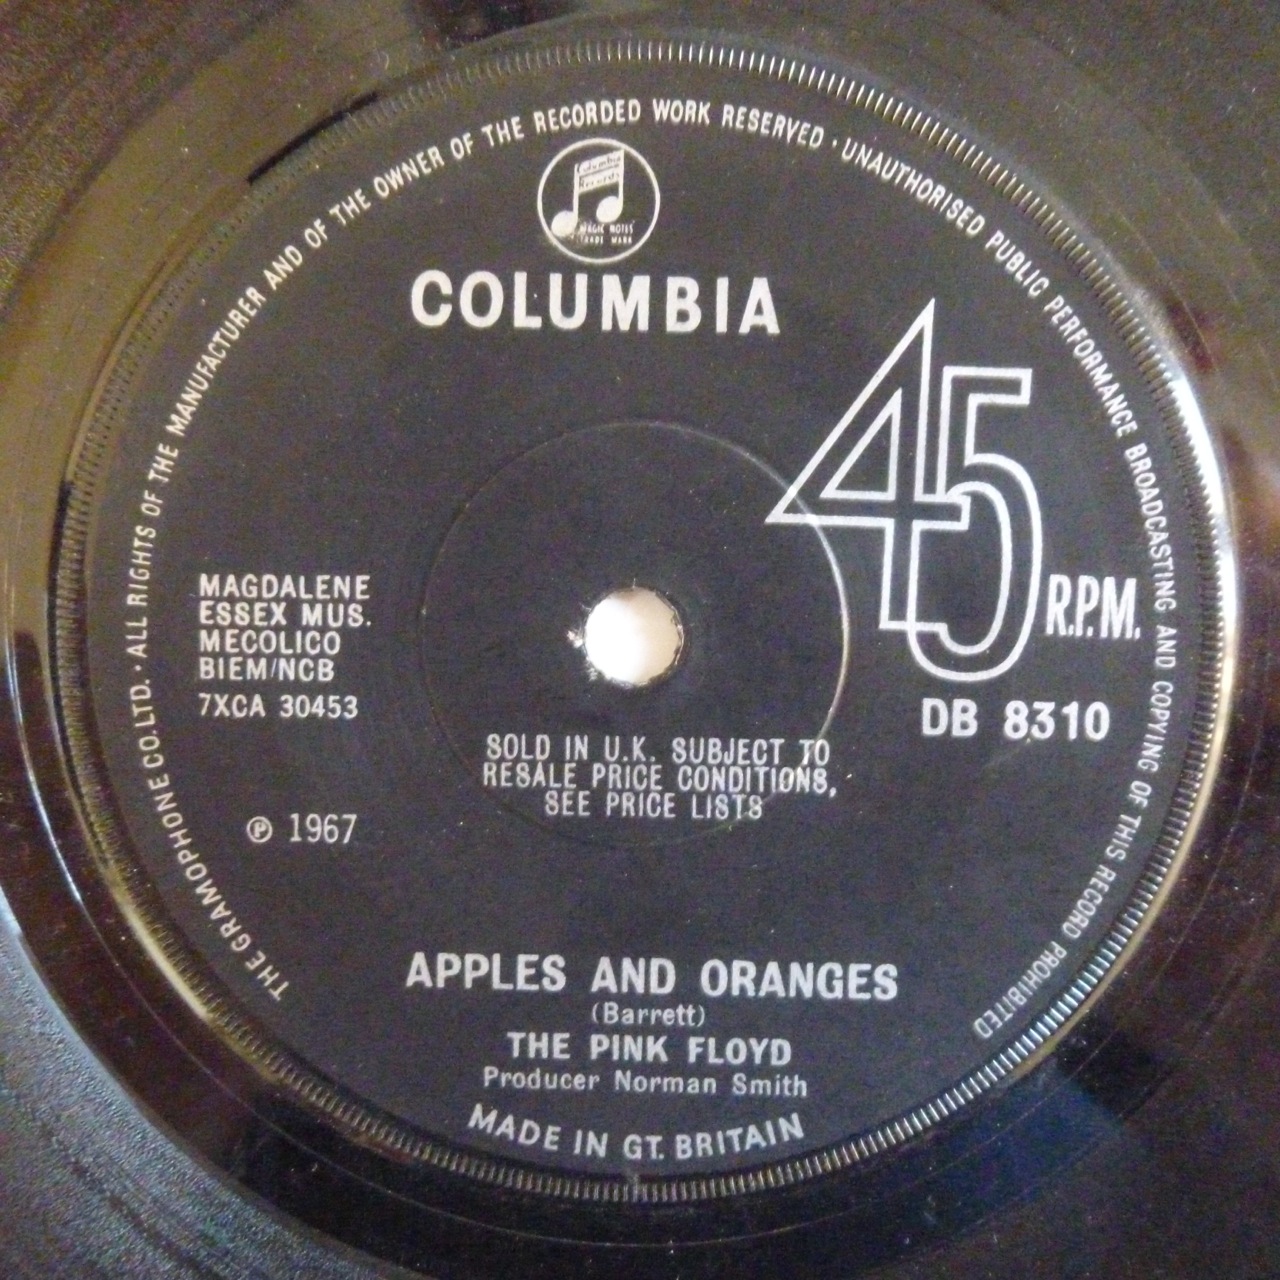 THE GRAMOPHONE CO. LTD. · ALL RIGHTS OF THE MANUFACTURER AND OF THE OWNER OF THE RECORDED WORK RESERVED · UNAUTHORISED PUBLIC PERFORMANCE BROADCASTING AND COPYING OF THIS RECORD PROHIBITED
Columbia
Records
MAGIC NOTES
TRADE MARK
COLUMBIA
45
R.P.M.
MAGDALENE
ESSEX MUS.
MECOLICO
BIEM/NCB
7XCA 30453
DB 8310
SOLD IN U.K. SUBJECT TO
RESALE PRICE CONDITIONS,
SEE PRICE LISTS
℗ 1967
APPLES AND ORANGES
(Barrett)
THE PINK FLOYD
Producer Norman Smith
MADE IN GT. BRITAIN